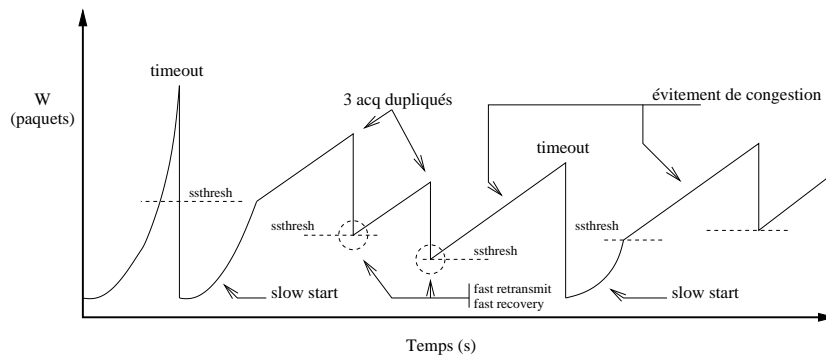 timeout
W
(paquets)
3 acq dupliqués
évitement de congestion
timeout
ssthresh
ssthresh
ssthresh
ssthresh
slow start
fast retransmit
fast recovery
slow start
Temps (s)